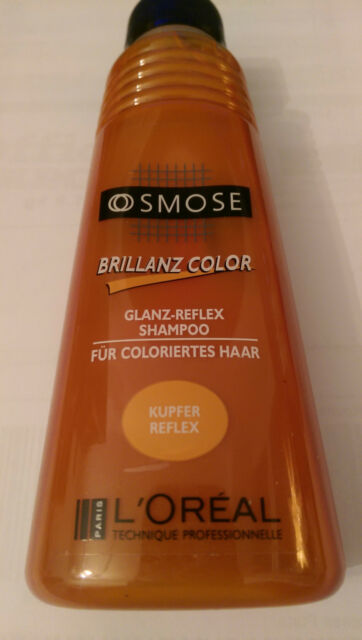 OSMOSE
BRILLANZ COLOR
GLANZ-REFLEX
SHAMPOO
FÜR COLORIERTES HAAR
KUPFER
REFLEX
PARIS
L'ORÉAL
TECHNIQUE PROFESSIONNELLE